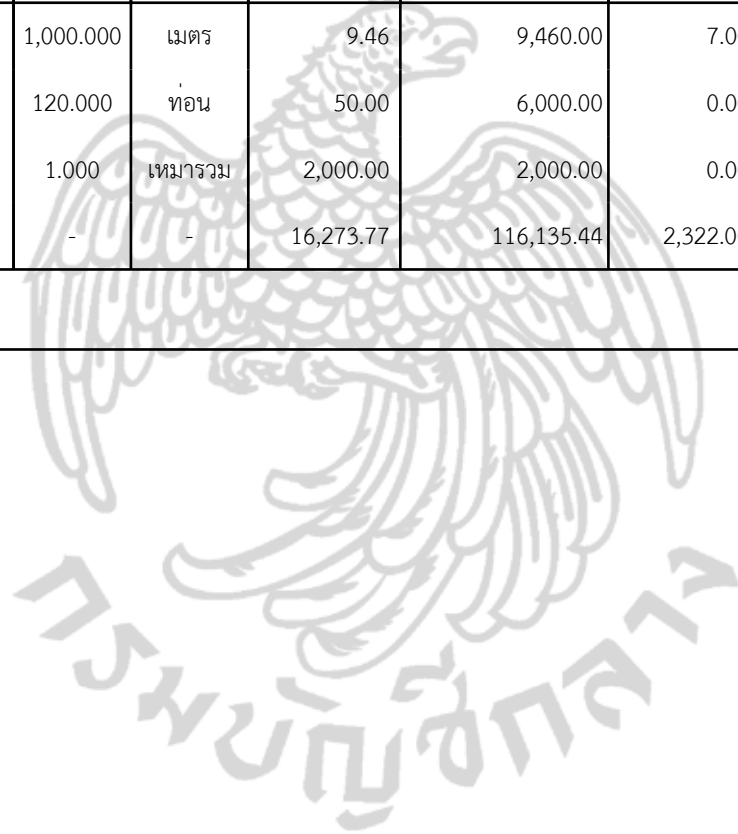 1,000.000 เมตร 9.46 9,460.00 7.0
120.000 ท่อน 50.00 6,000.00 0.0
1.000 เหมารวม 2,000.00 2,000.00 0.0
- - 16,273.77 116,135.44 2,322.0
กรมบัญชีกลาง